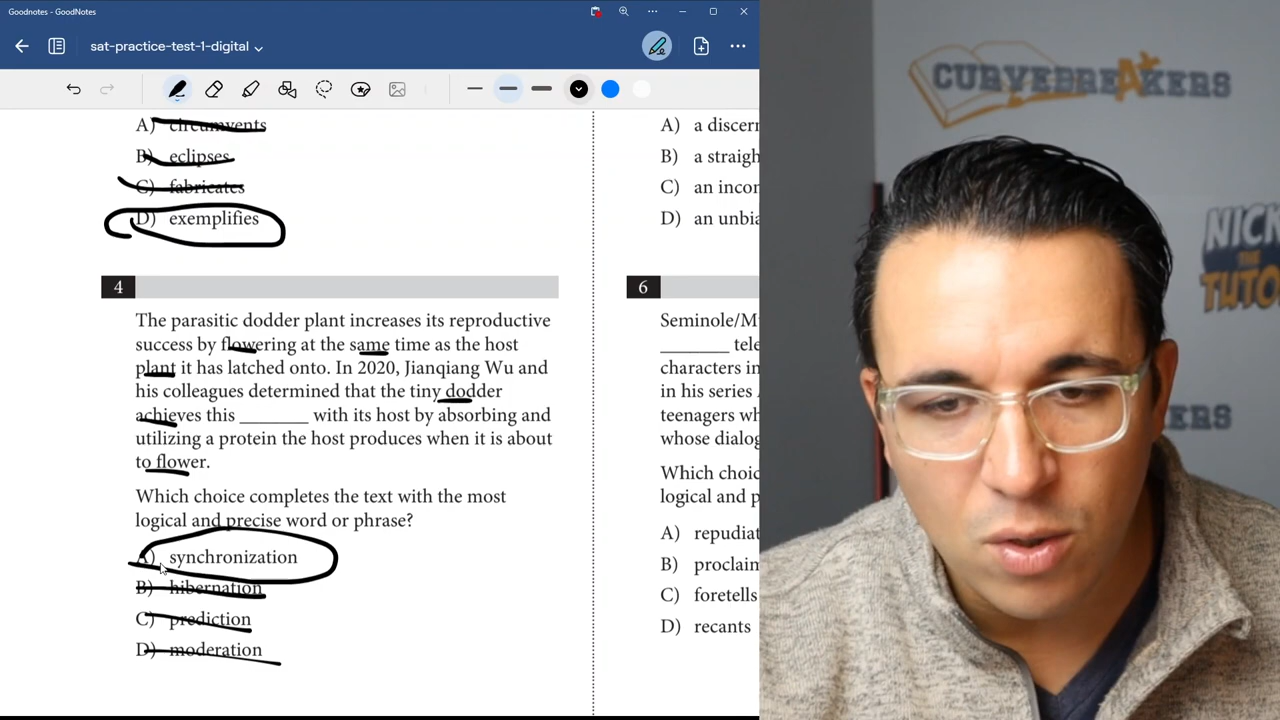 Goodnotes - GoodNotes
sat-practice-test-1-digital
A) circumvents
B) eclipses
C) fabricates
D) exemplifies
4
The parasitic dodder plant increases its reproductive
success by flowering at the same time as the host
plant it has latched onto. In 2020, Jianqiang Wu and
his colleagues determined that the tiny dodder
achieves this ________ with its host by absorbing and
utilizing a protein the host produces when it is about
to flower.
Which choice completes the text with the most
logical and precise word or phrase?
A) synchronization
B) hibernation
C) prediction
D) moderation
A) a discern
B) a straigh
C) an incon
D) an unbia
6
Seminole/Mu
________ tele
characters in
in his series
teenagers wh
whose dialog
Which choic
logical and p
A) repudiat
B) proclaim
C) foretells
D) recants
CURVEBREAKERS
NICK
THE
TUTO